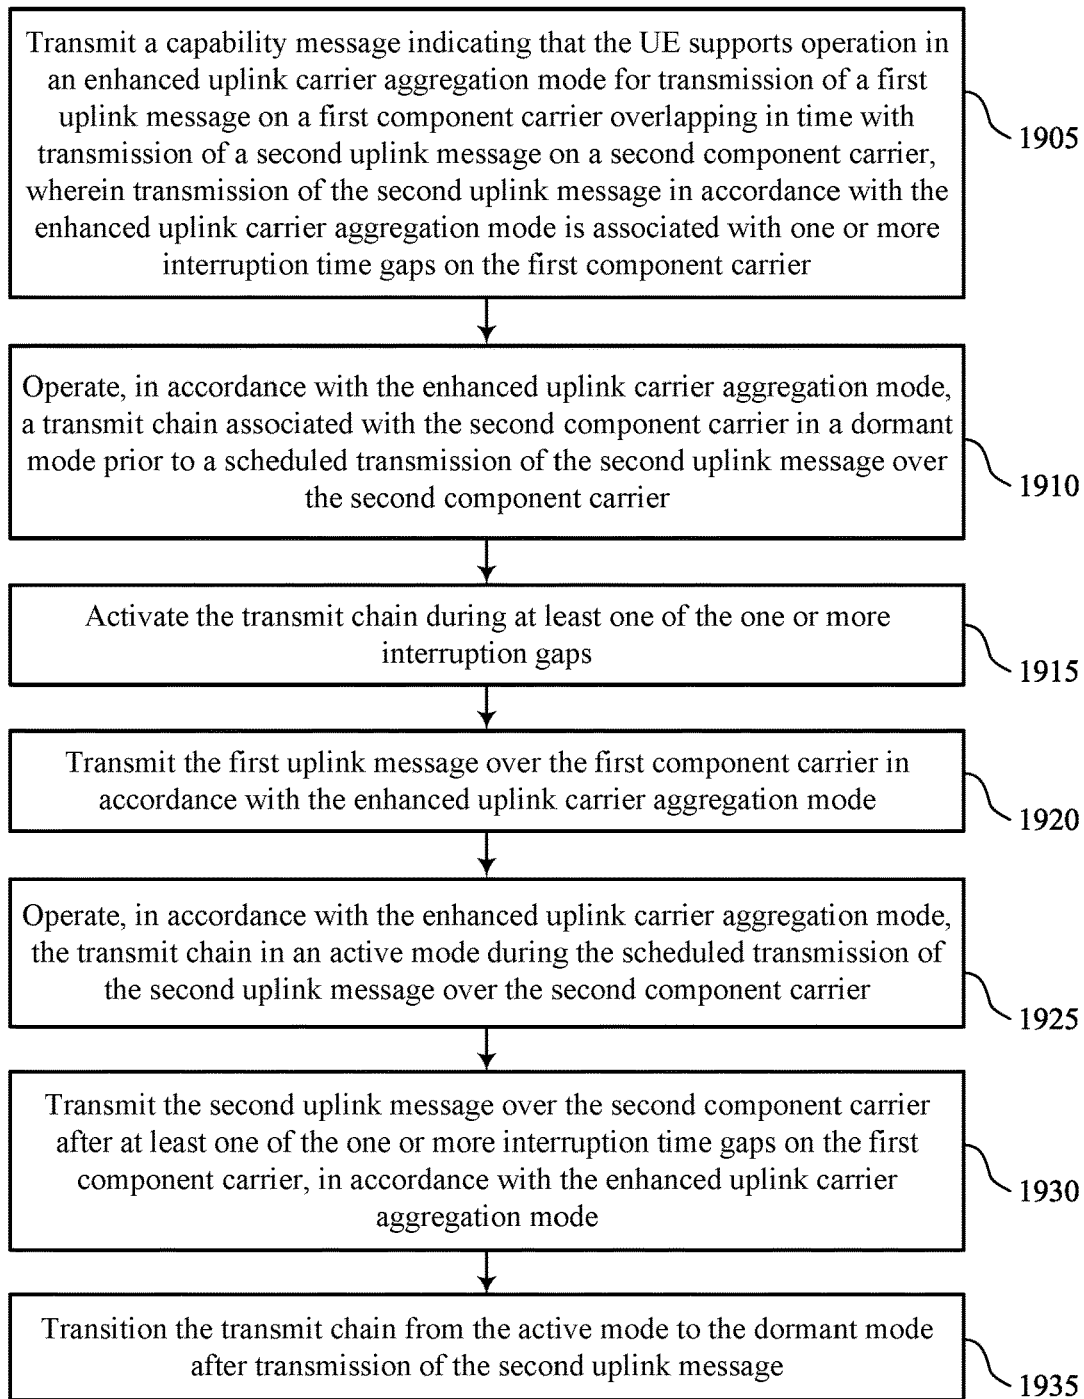 Transmit a capability message indicating that the UE supports operation in
an enhanced uplink carrier aggregation mode for transmission of a first
uplink message on a first component carrier overlapping in time with
transmission of a second uplink message on a second component carrier,
wherein transmission of the second uplink message in accordance with the
enhanced uplink carrier aggregation mode is associated with one or more
interruption time gaps on the first component carrier
1905
Operate, in accordance with the enhanced uplink carrier aggregation mode,
a transmit chain associated with the second component carrier in a dormant
mode prior to a scheduled transmission of the second uplink message over
the second component carrier
1910
Activate the transmit chain during at least one of the one or more
interruption gaps
1915
Transmit the first uplink message over the first component carrier in
accordance with the enhanced uplink carrier aggregation mode
1920
Operate, in accordance with the enhanced uplink carrier aggregation mode,
the transmit chain in an active mode during the scheduled transmission of
the second uplink message over the second component carrier
1925
Transmit the second uplink message over the second component carrier
after at least one of the one or more interruption time gaps on the first
component carrier, in accordance with the enhanced uplink carrier
aggregation mode
1930
Transition the transmit chain from the active mode to the dormant mode
after transmission of the second uplink message
1935